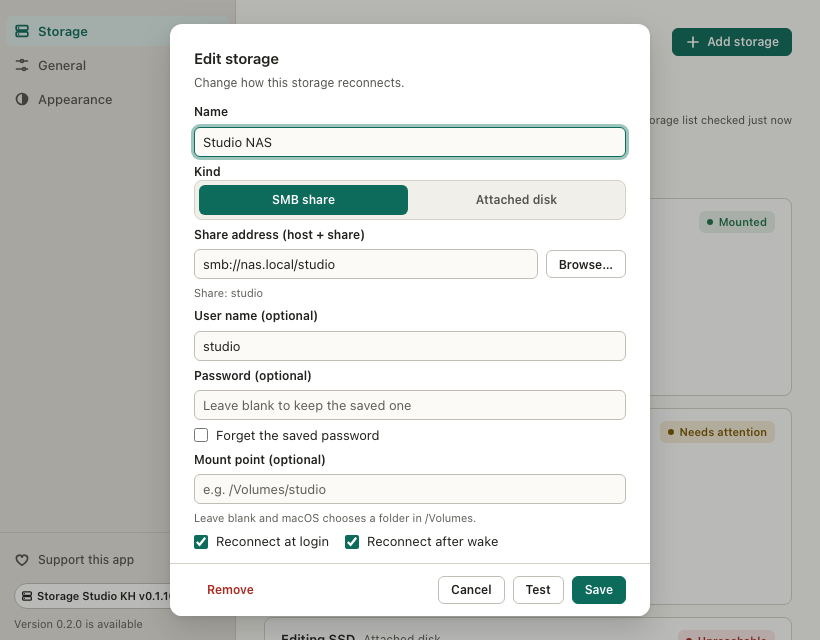 Storage
General
Appearance
Support this app
Storage Studio KH v0.1.1
Version 0.2.0 is available
Add storage
orage list checked just now
Mounted
Needs attention
Editing SSD Attached disk
Unreachable
Edit storage
Change how this storage reconnects.
Name
Studio NAS
Kind
SMB share Attached disk
Share address (host + share)
smb://nas.local/studio Browse...
Share: studio
User name (optional)
studio
Password (optional)
Leave blank to keep the saved one
Forget the saved password
Mount point (optional)
e.g. /Volumes/studio
Leave blank and macOS chooses a folder in /Volumes.
Reconnect at login Reconnect after wake
Remove Cancel Test Save